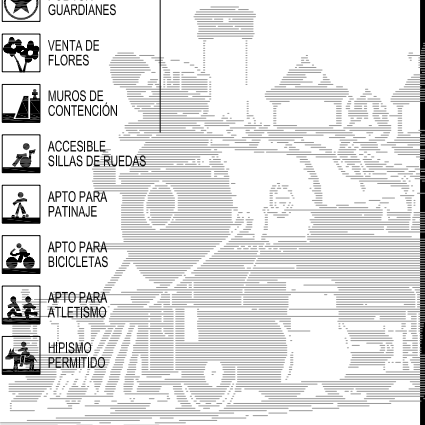 GUARDIANES
VENTA DE
FLORES
MUROS DE
CONTENCIÓN
ACCESIBLE
SILLAS DE RUEDAS
APTO PARA
PATINAJE
APTO PARA
BICICLETAS
APTO PARA
ATLETISMO
HIPISMO
PERMITIDO